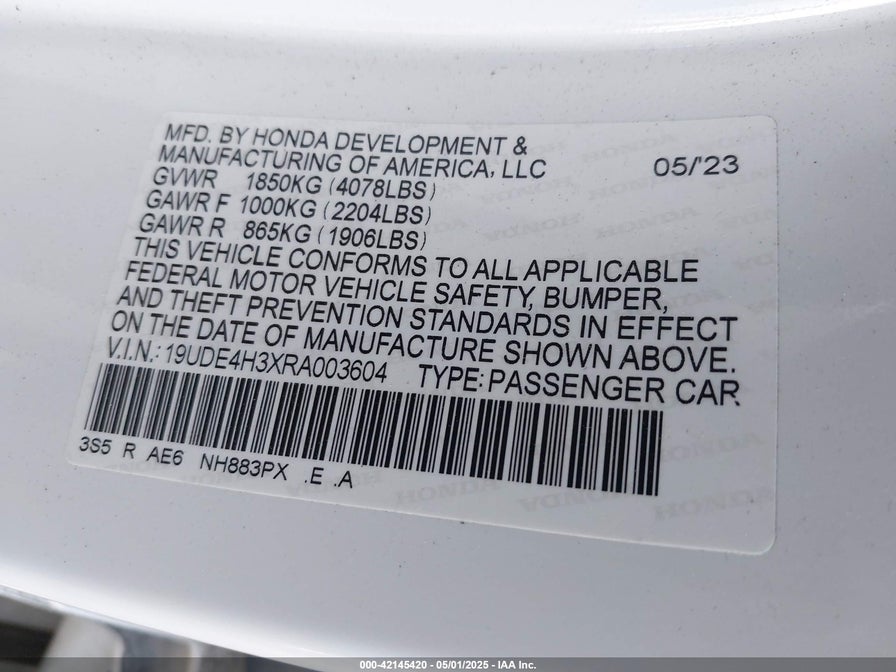 MFD. BY HONDA DEVELOPMENT &
MANUFACTURING OF AMERICA, LLC 05/'23
GVWR 1850KG (4078LBS)
GAWR F 1000KG (2204LBS)
GAWR R 865KG (1906LBS)
THIS VEHICLE CONFORMS TO ALL APPLICABLE
FEDERAL MOTOR VEHICLE SAFETY, BUMPER,
AND THEFT PREVENTION STANDARDS IN EFFECT
ON THE DATE OF MANUFACTURE SHOWN ABOVE.
V.I.N.: 19UDE4H3XRA003604 TYPE: PASSENGER CAR
3S5 R AE6 NH883PX .E .A
HONDA HONDA HONDA
000-42145420 - 05/01/2025 - IAA Inc.